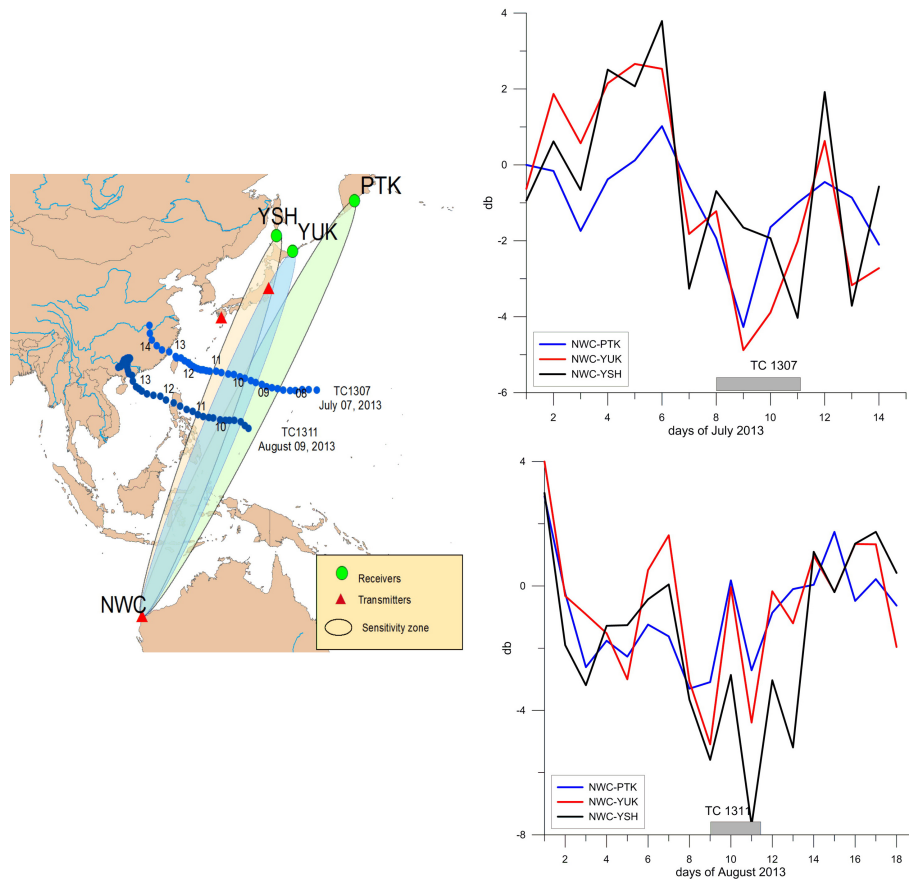 PTK
YSH
YUK
14
13
12
11
10
09
08
TC1307
July 07, 2013
13
12
11
10
TC1311
August 09, 2013
NWC
Receivers
Transmitters
Sensitivity zone
4
2
0
-2
-4
-6
db
NWC-PTK
NWC-YUK
NWC-YSH
TC 1307
2 4 6 8 10 12 14
days of July 2013
4
0
-4
-8
db
NWC-PTK
NWC-YUK
NWC-YSH
TC 1311
2 4 6 8 10 12 14 16 18
days of August 2013